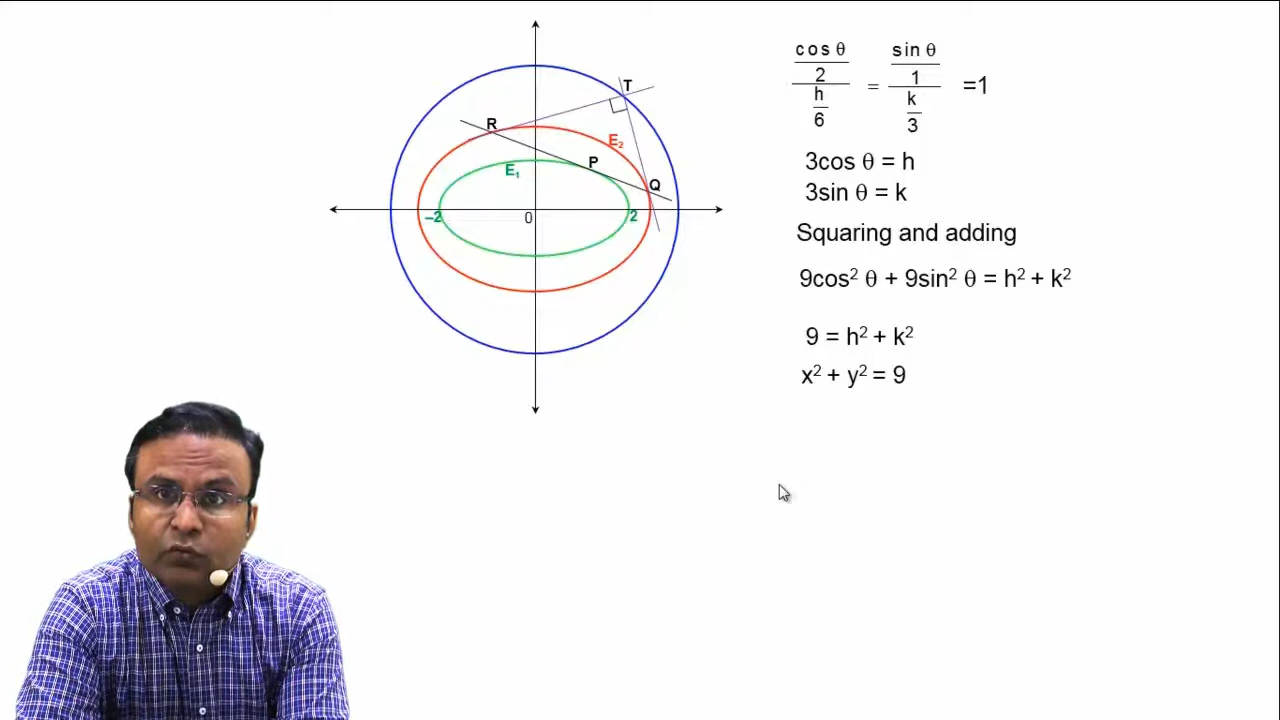 T
R
E₂
P
E₁
Q
–2
0
2
cos θ/2 / h/6 = sin θ/1 / k/3 =1
3cos θ = h
3sin θ = k
Squaring and adding
9cos² θ + 9sin² θ = h² + k²
9 = h² + k²
x² + y² = 9